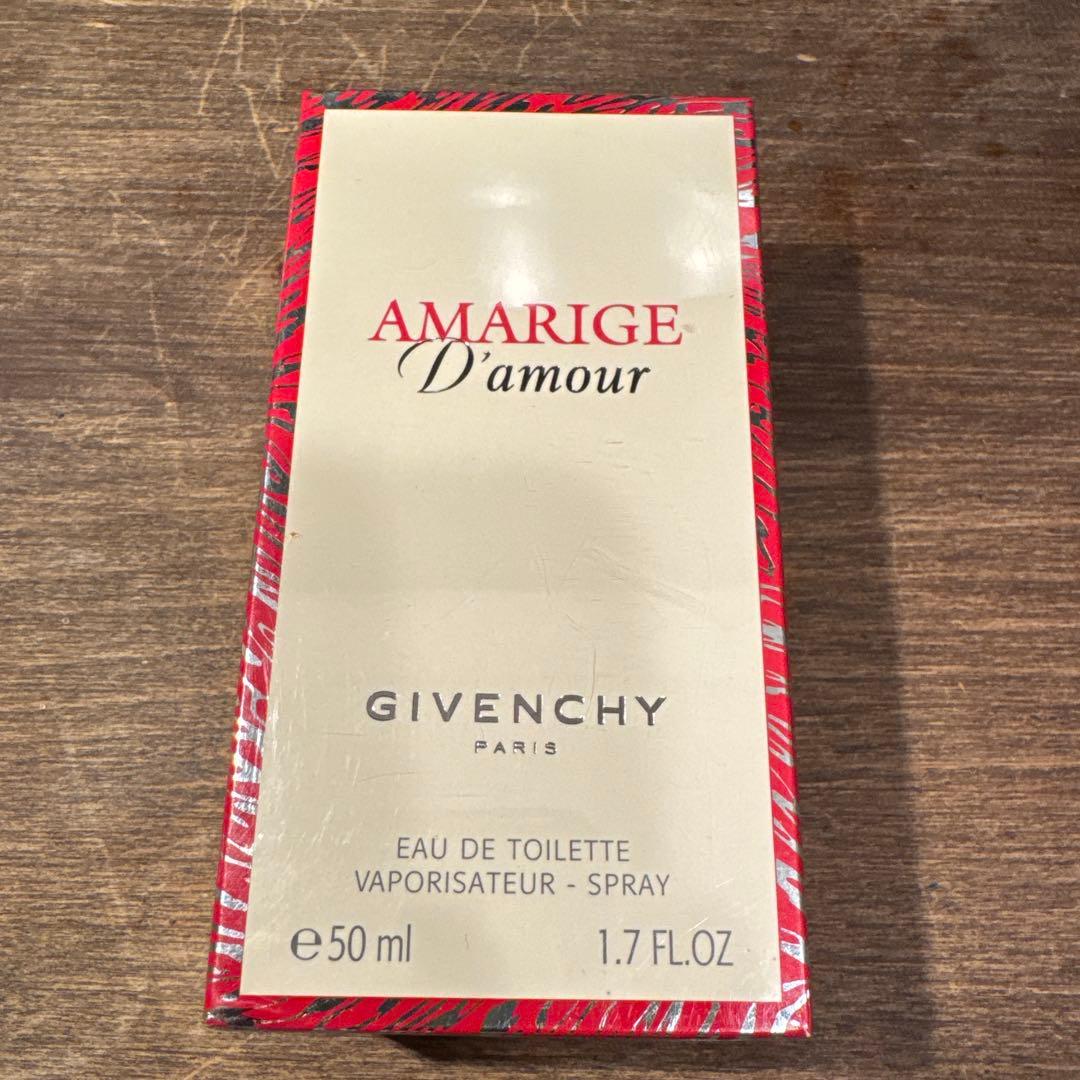 AMARIGE
D'amour
GIVENCHY
PARIS
EAU DE TOILETTE
VAPORISATEUR - SPRAY
℮50 ml 1.7 FL.OZ